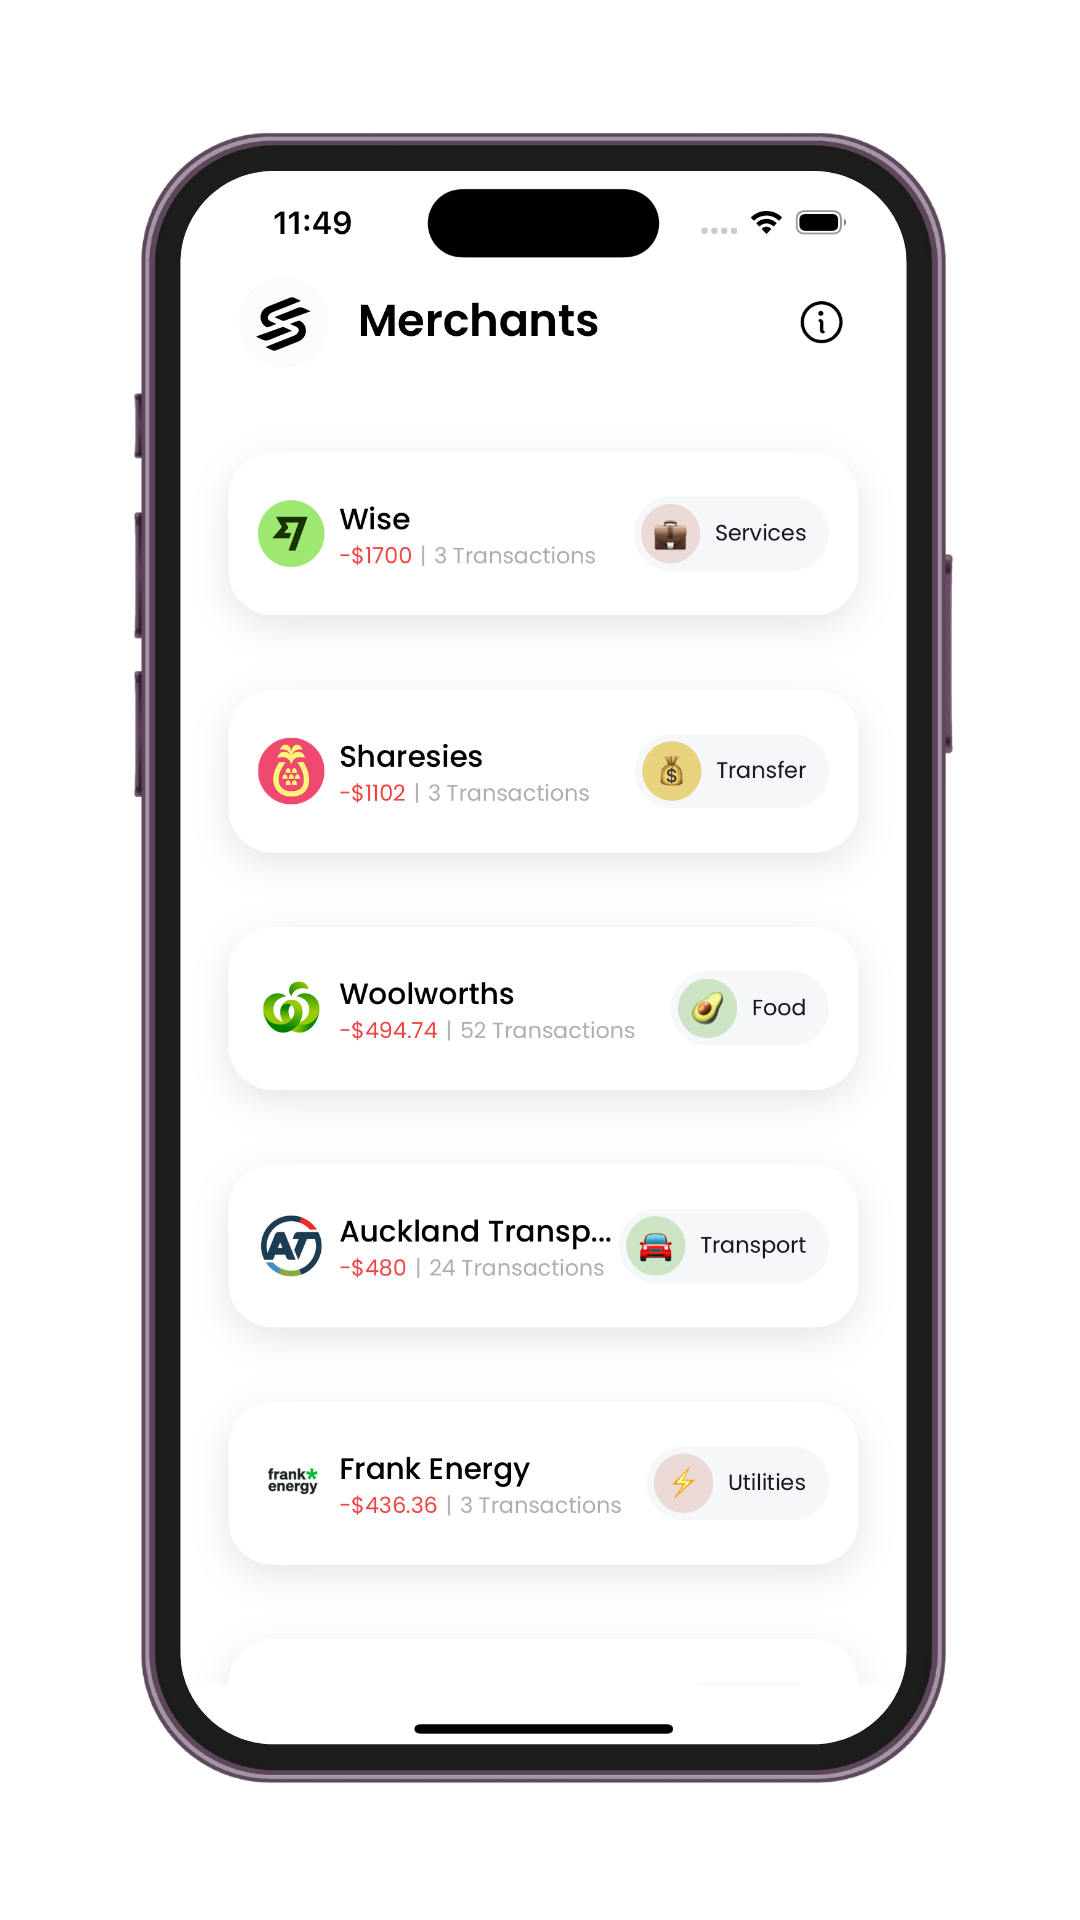 11:49
Merchants
Wise
-$1700 | 3 Transactions
Services
Sharesies
-$1102 | 3 Transactions
Transfer
Woolworths
-$494.74 | 52 Transactions
Food
AT
Auckland Transp...
-$480 | 24 Transactions
Transport
frank*
energy
Frank Energy
-$436.36 | 3 Transactions
Utilities